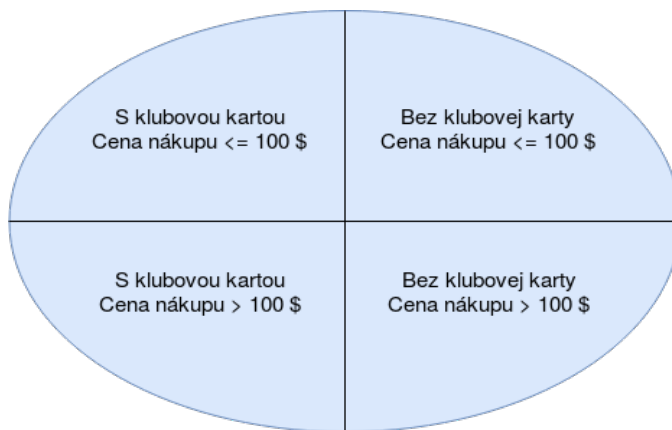 S klubovou kartou
Cena nákupu <= 100 $
Bez klubovej karty
Cena nákupu <= 100 $
S klubovou kartou
Cena nákupu > 100 $
Bez klubovej karty
Cena nákupu > 100 $